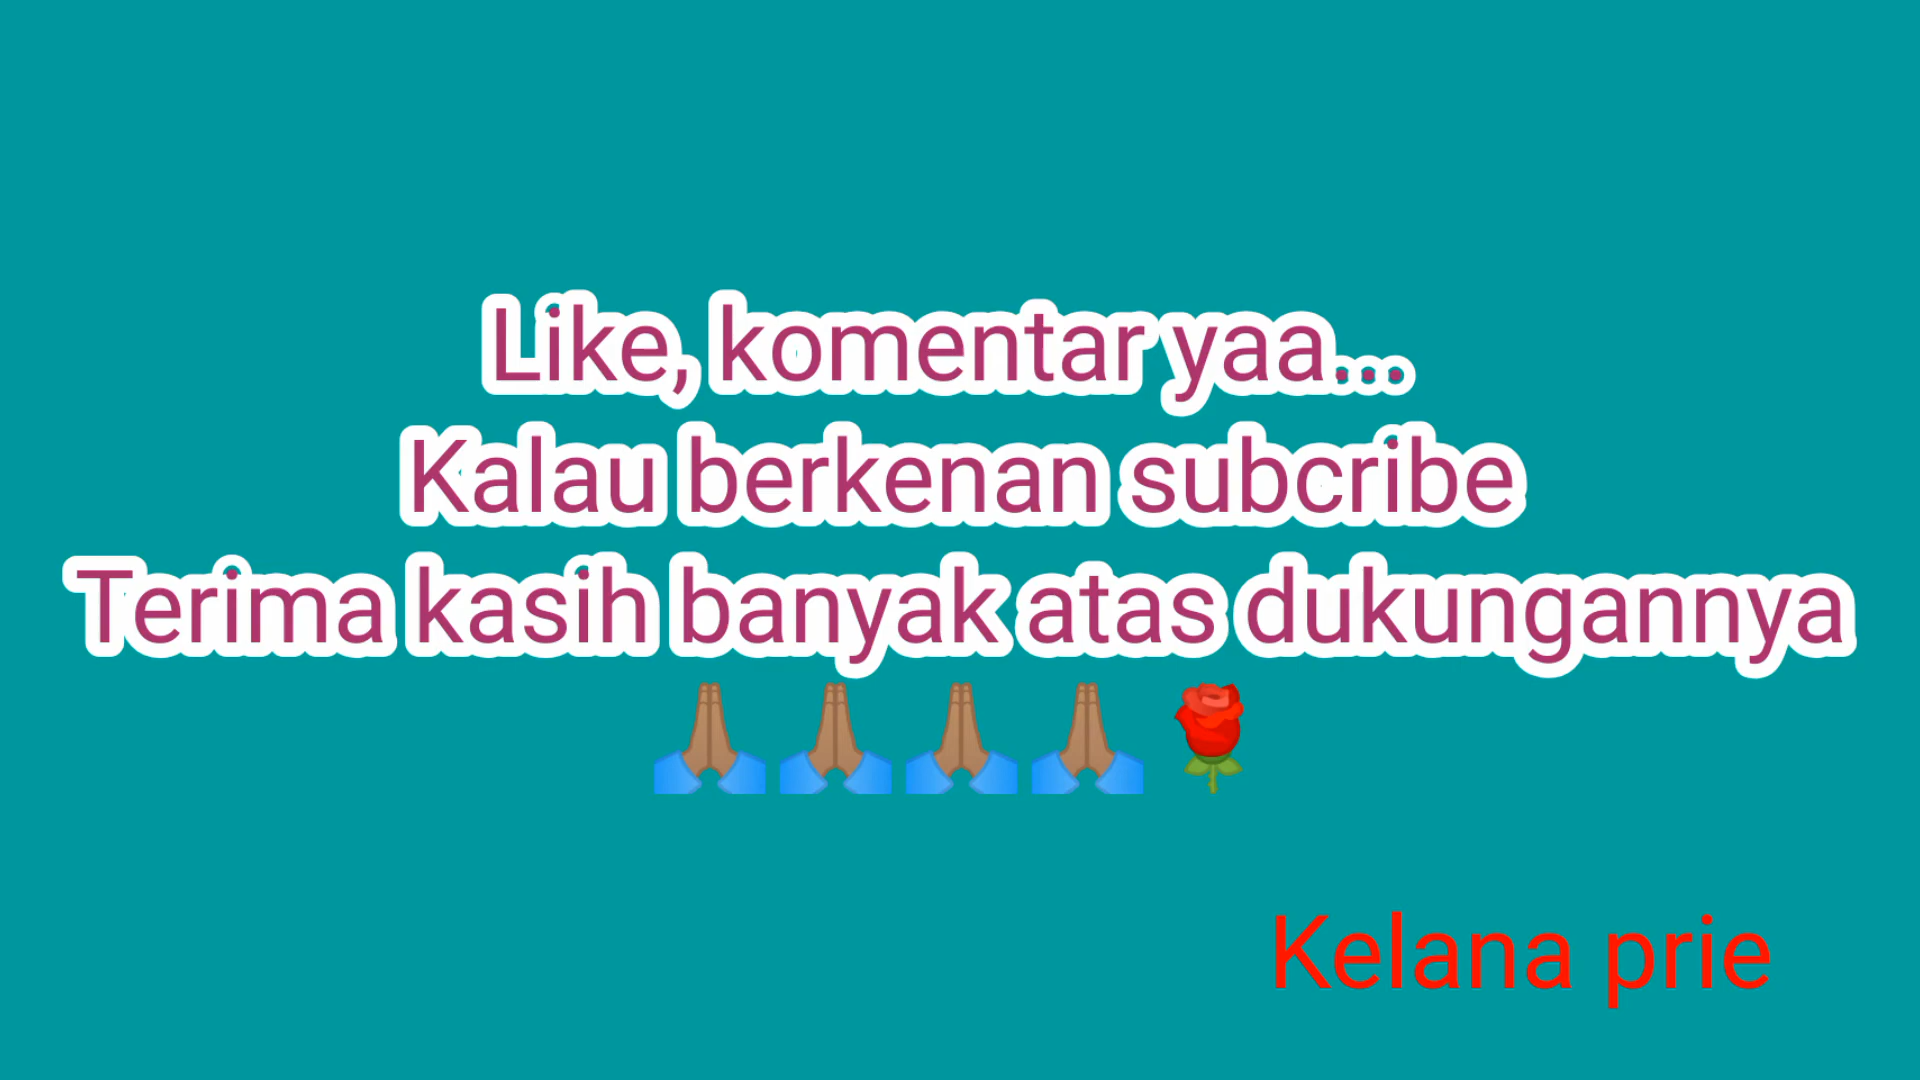 Like, komentar yaa...
Kalau berkenan subcribe
Terima kasih banyak atas dukungannya
🙏🏽🙏🏽🙏🏽🙏🏽🌹
Kelana prie